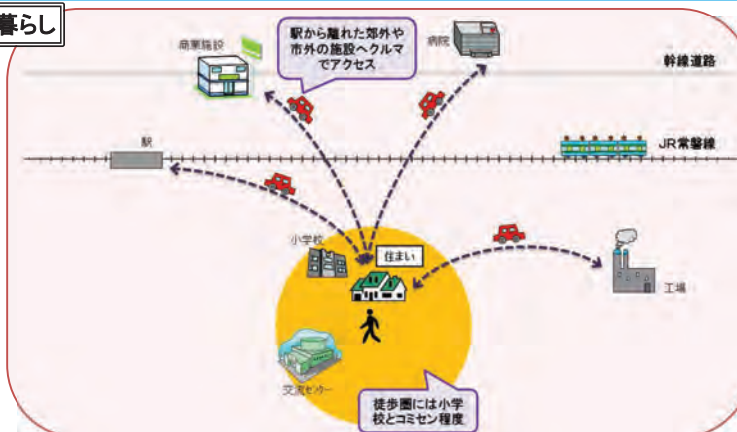 暮らし
商業施設
駅から離れた郊外や
市外の施設へクルマ
でアクセス
病院
幹線道路
駅
JR常磐線
小学校
住まい
工場
交流センター
徒歩圏には小学
校とコミセン程度